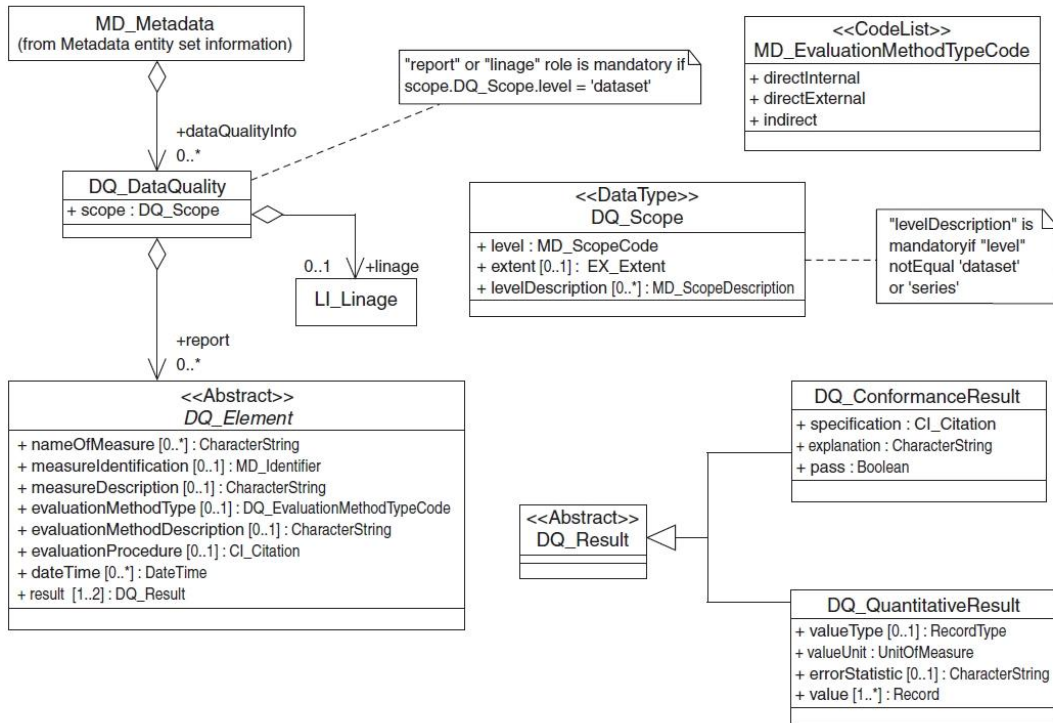 MD_Metadata
(from Metadata entity set information)
+dataQualityInfo
0..*
"report" or "linage" role is mandatory if
scope.DQ_Scope.level = 'dataset'
<<CodeList>>
MD_EvaluationMethodTypeCode
+ directInternal
+ directExternal
+ indirect
DQ_DataQuality
+ scope : DQ_Scope
0..1
+linage
LI_Linage
<<DataType>>
DQ_Scope
+ level : MD_ScopeCode
+ extent [0..1] : EX_Extent
+ levelDescription [0..*] : MD_ScopeDescription
"levelDescription" is
mandatoryif "level"
notEqual 'dataset'
or 'series'
+report
0..*
<<Abstract>>
DQ_Element
+ nameOfMeasure [0..*] : CharacterString
+ measureIdentification [0..1] : MD_Identifier
+ measureDescription [0..1] : CharacterString
+ evaluationMethodType [0..1] : DQ_EvaluationMethodTypeCode
+ evaluationMethodDescription [0..1] : CharacterString
+ evaluationProcedure [0..1] : CI_Citation
+ dateTime [0..*] : DateTime
+ result [1..2] : DQ_Result
<<Abstract>>
DQ_Result
DQ_ConformanceResult
+ specification : CI_Citation
+ explanation : CharacterString
+ pass : Boolean
DQ_QuantitativeResult
+ valueType [0..1] : RecordType
+ valueUnit : UnitOfMeasure
+ errorStatistic [0..1] : CharacterString
+ value [1..*] : Record